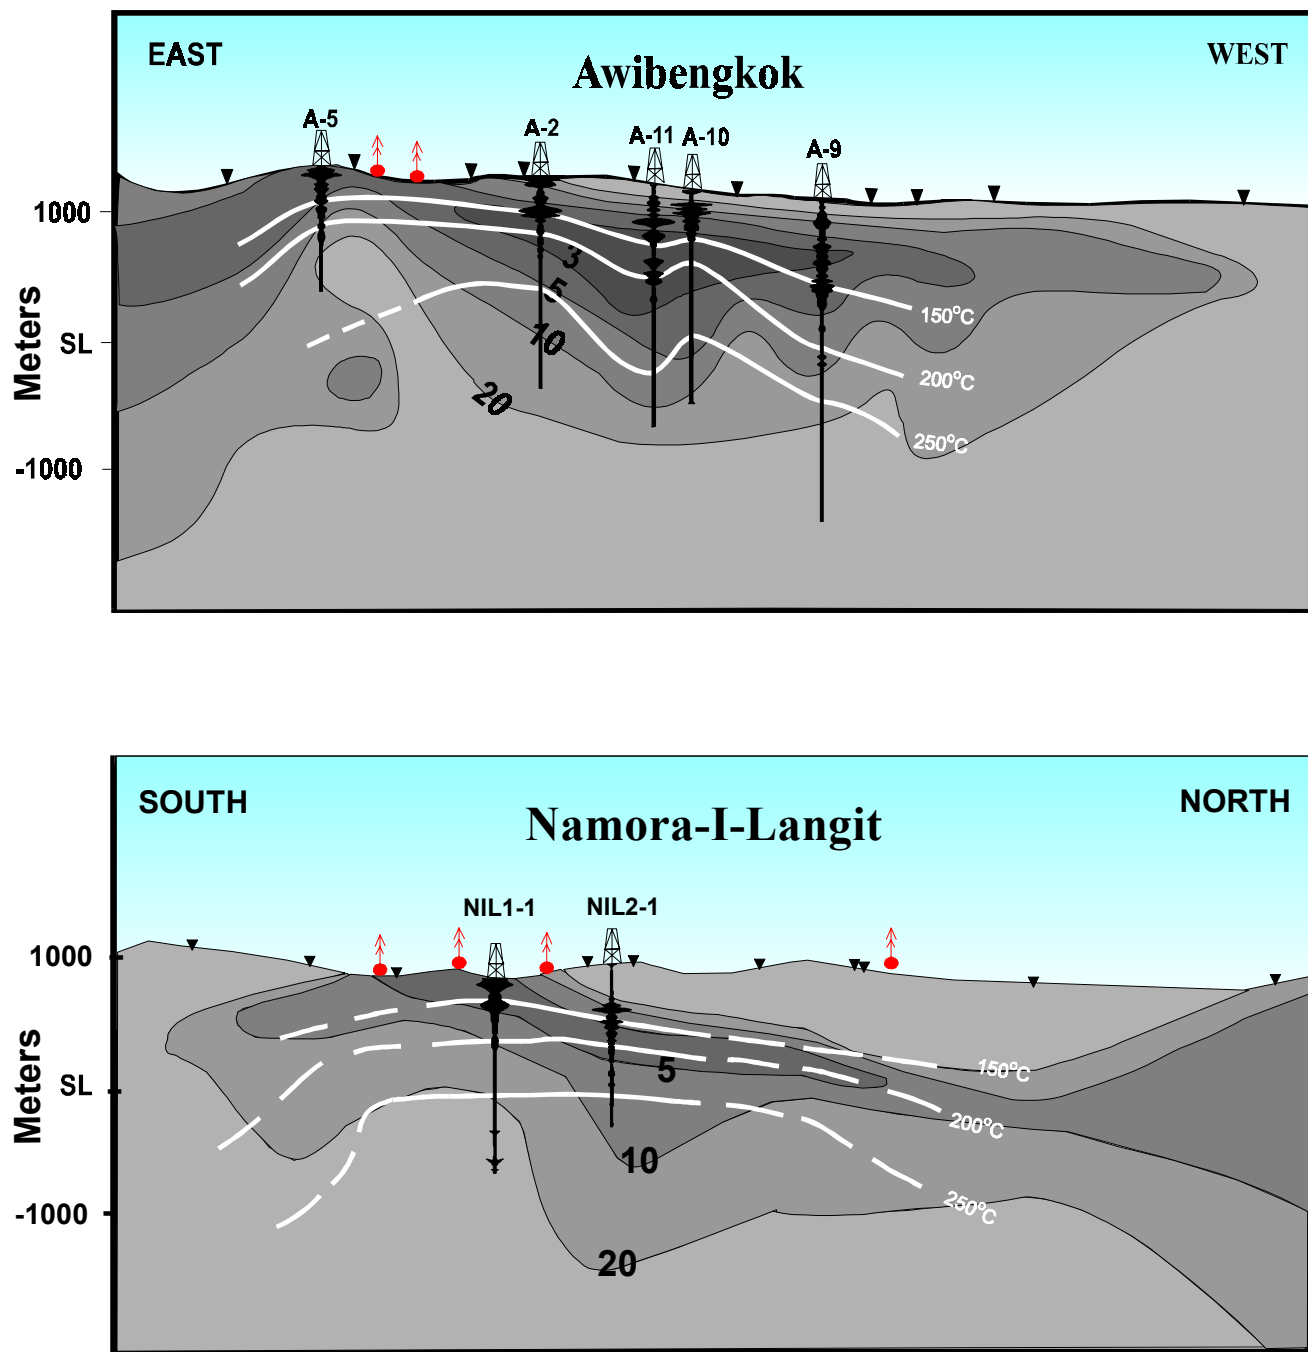 EAST
WEST
Awibengkok
A-5
A-2
A-11
A-10
A-9
1000
SL
-1000
Meters
3
5
10
20
150°C
200°C
250°C
SOUTH
NORTH
Namora-I-Langit
NIL1-1
NIL2-1
1000
SL
-1000
Meters
5
10
20
150°C
200°C
250°C